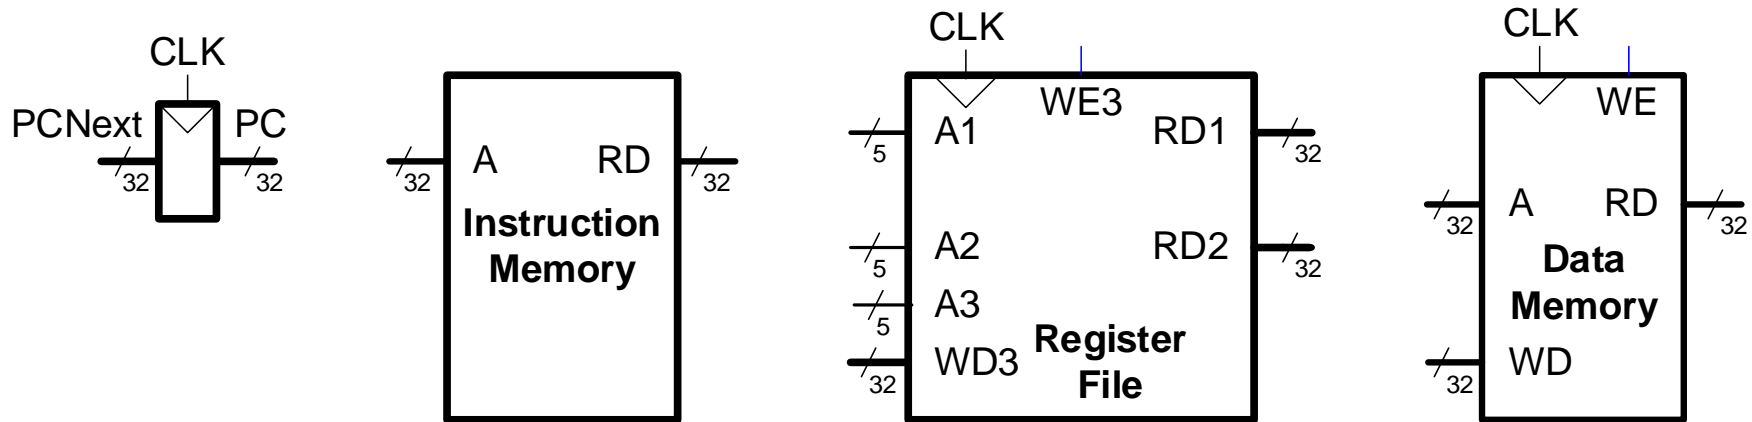 CLK
PCNext
PC
32
32
A
RD
32
32
Instruction
Memory
CLK
WE3
A1
RD1
5
32
A2
RD2
5
32
A3
5
WD3
32
Register
File
CLK
WE
A
RD
32
32
Data
Memory
WD
32